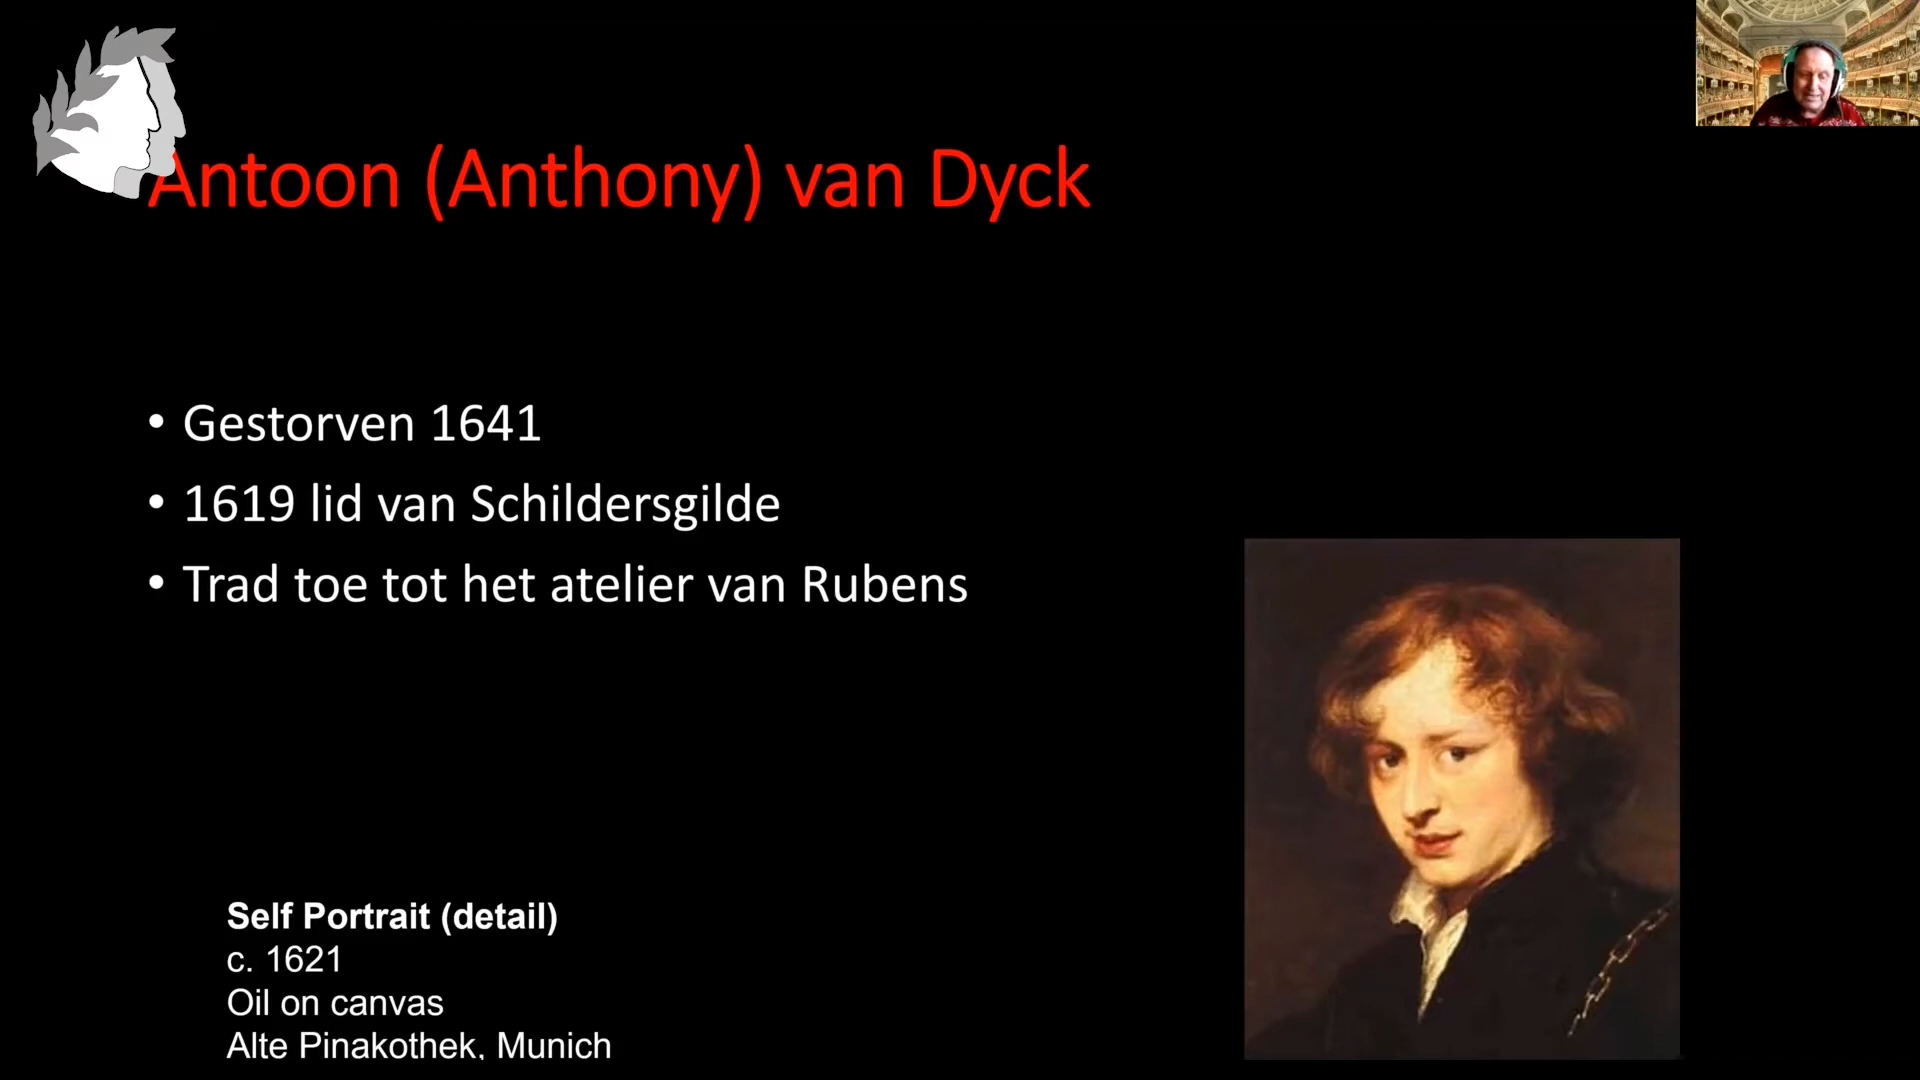 Antoon (Anthony) van Dyck
• Gestorven 1641
• 1619 lid van Schildersgilde
• Trad toe tot het atelier van Rubens
Self Portrait (detail)
c. 1621
Oil on canvas
Alte Pinakothek, Munich